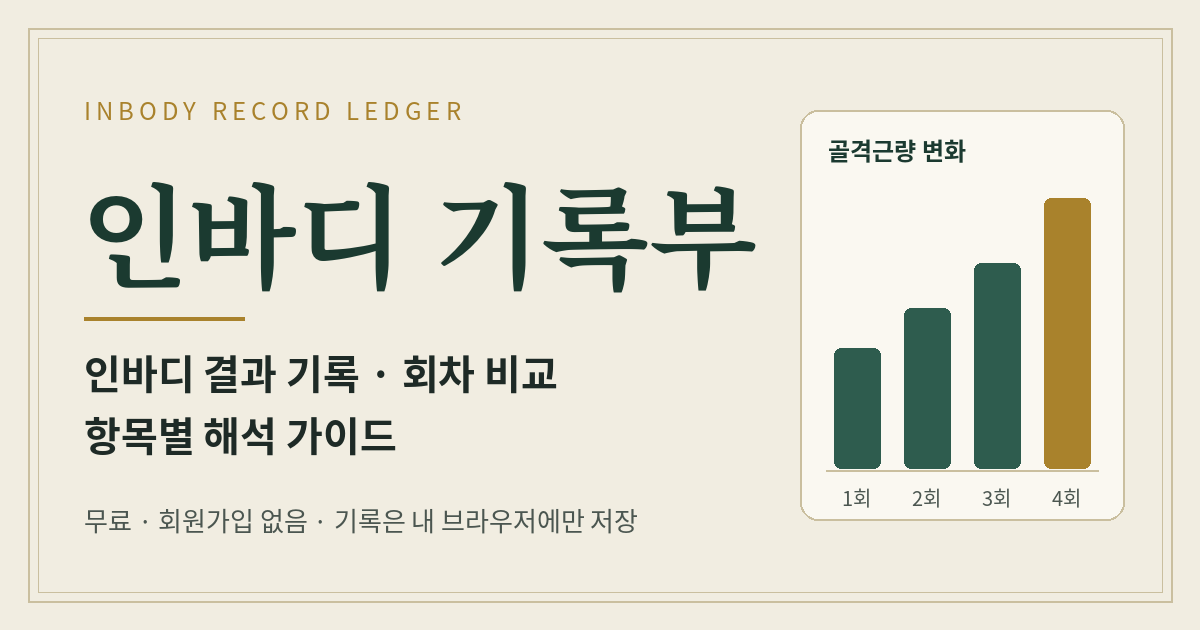 INBODY RECORD LEDGER
인바디 기록부
인바디 결과 기록 · 회차 비교
항목별 해석 가이드
무료 · 회원가입 없음 · 기록은 내 브라우저에만 저장
골격근량 변화
1회 2회 3회 4회